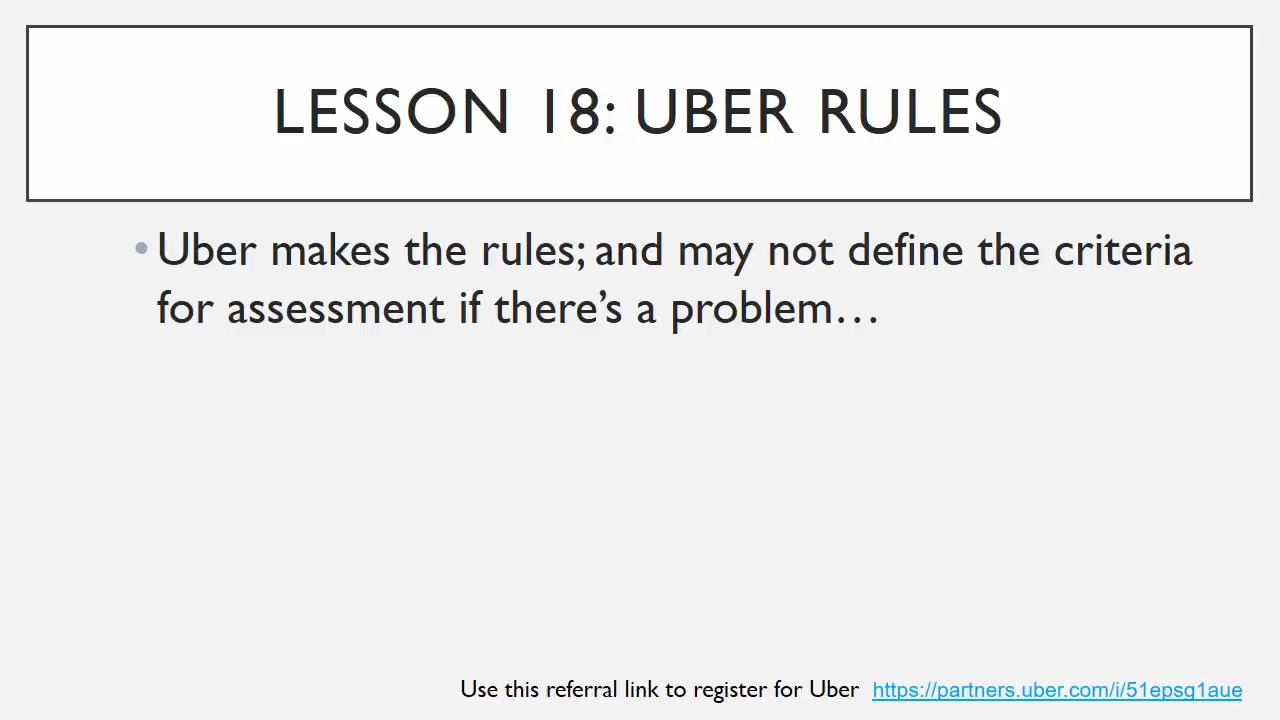 LESSON 18: UBER RULES
• Uber makes the rules; and may not define the criteria
for assessment if there’s a problem…
Use this referral link to register for Uber https://partners.uber.com/i/51epsq1aue